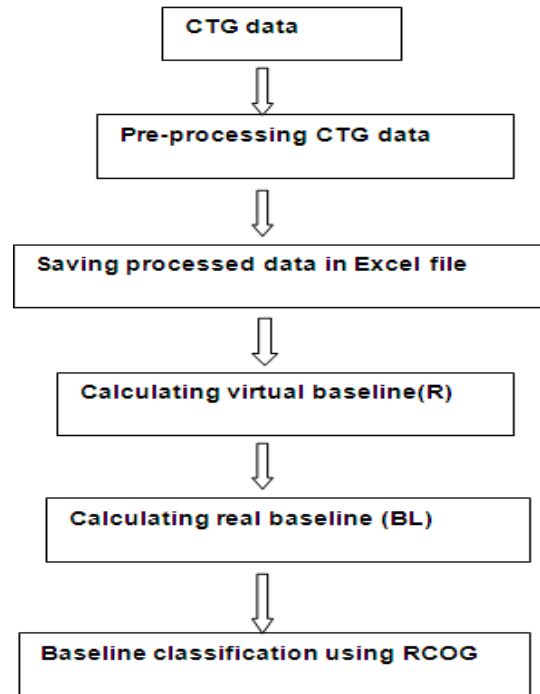 CTG data
Pre-processing CTG data
Saving processed data in Excel file
Calculating virtual baseline(R)
Calculating real baseline (BL)
Baseline classification using RCOG